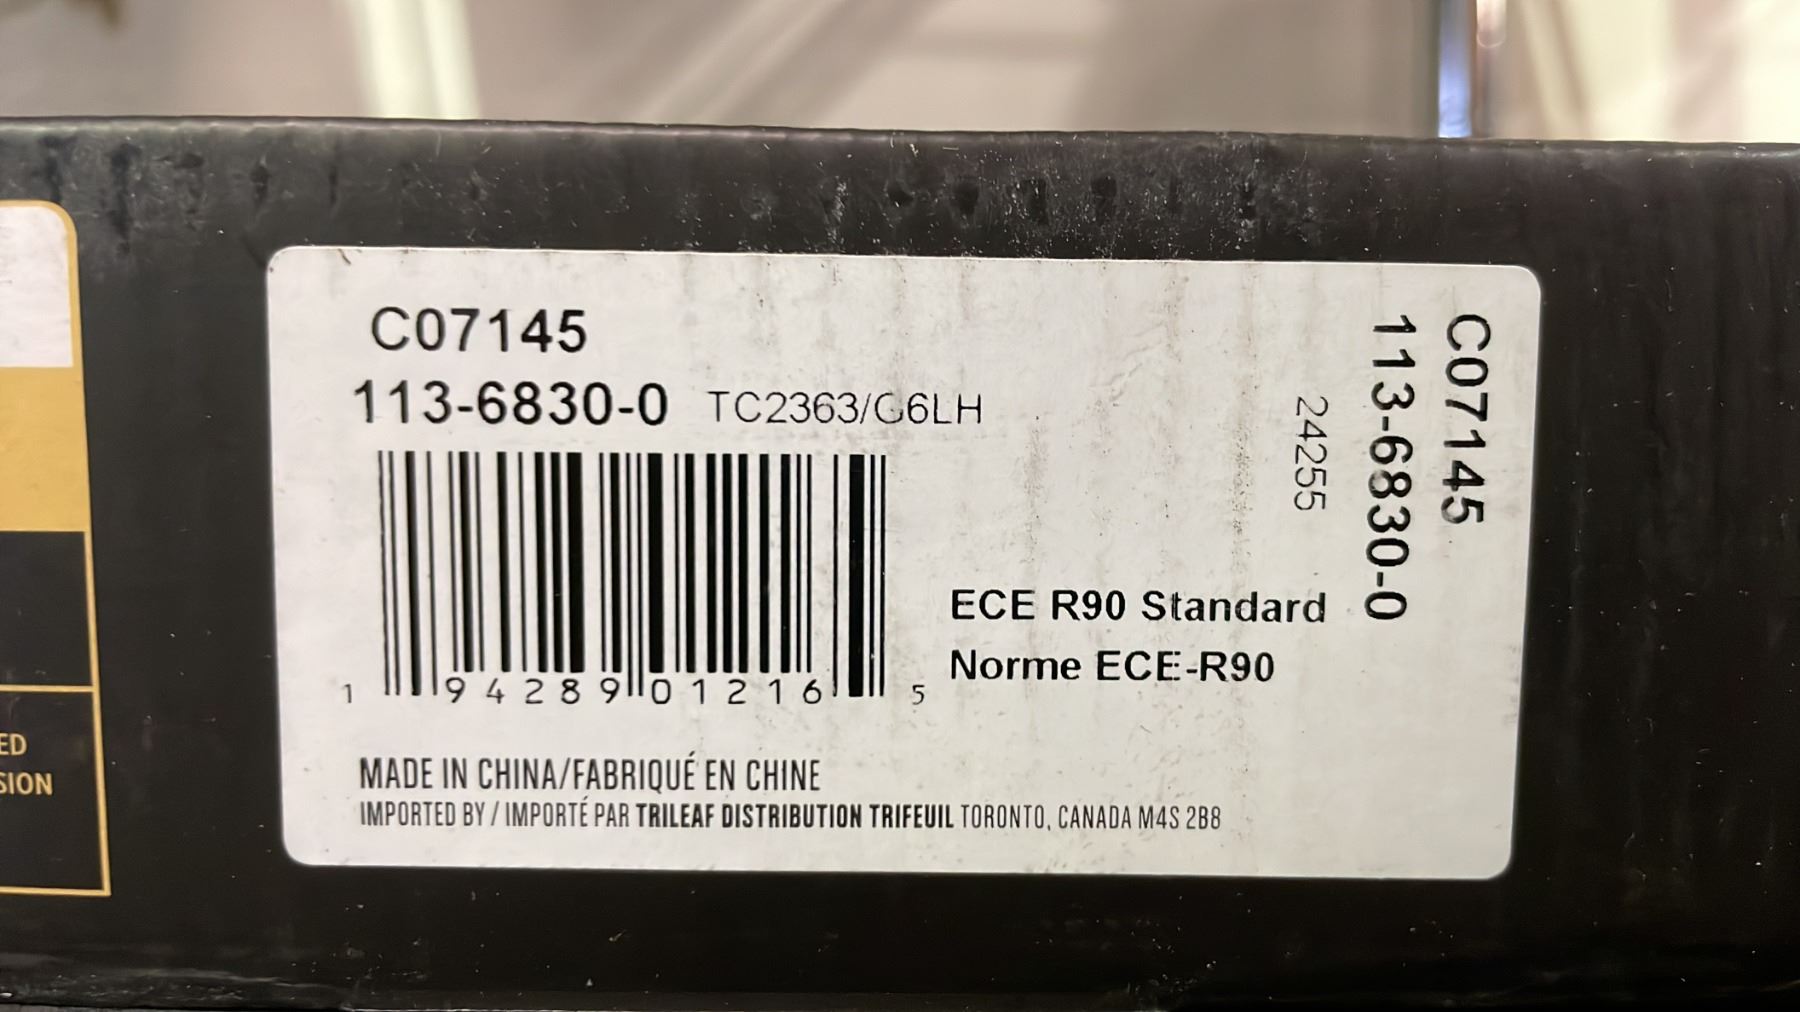 C07145
113-6830-0 TC2363/G6LH
1 94289 01216 5
ECE R90 Standard
Norme ECE-R90
MADE IN CHINA/FABRIQUÉ EN CHINE
IMPORTED BY / IMPORTÉ PAR TRILEAF DISTRIBUTION TRIFEUIL TORONTO, CANADA M4S 2B8
C07145
113-6830-0
24255
ED
SION